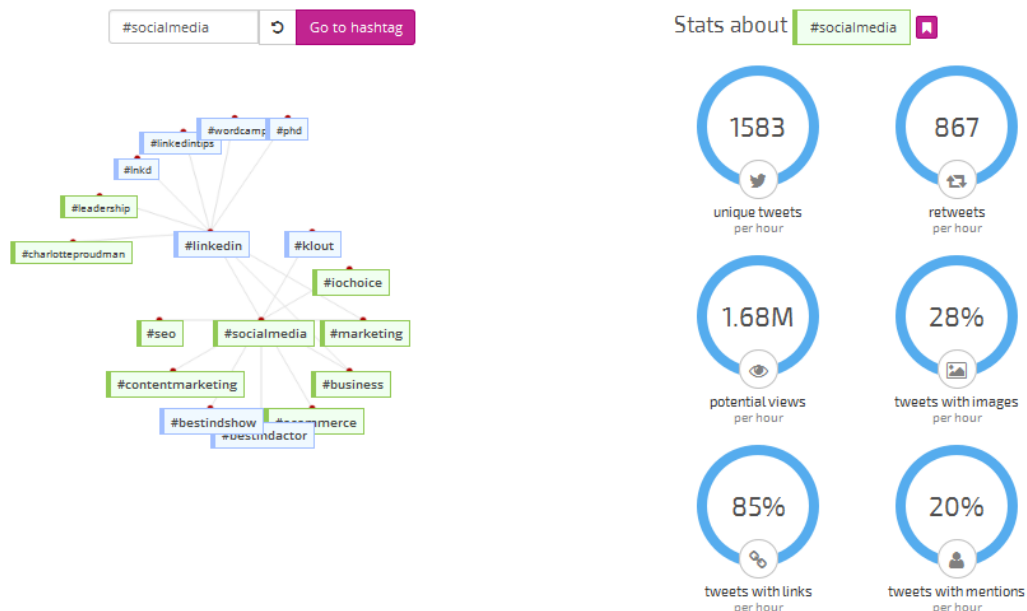 #socialmedia
Go to hashtag
Stats about #socialmedia
#wordcamp
#phd
#linkedintips
#lnkd
#leadership
#charlotteproudman
#linkedin
#klout
#iochoice
#seo
#socialmedia
#marketing
#contentmarketing
#business
#bestindshow
#ecommerce
#bestindactor
1583
unique tweets
per hour
867
retweets
per hour
1.68M
potential views
per hour
28%
tweets with images
per hour
85%
tweets with links
per hour
20%
tweets with mentions
per hour